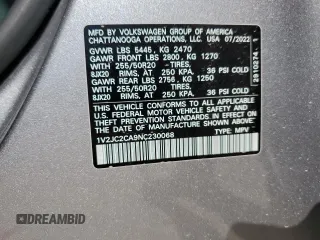 MFD. BY VOLKSWAGEN GROUP OF AMERICA
CHATTANOOGA OPERATIONS, LLC. USA 07/2022
GVWR LBS 5445, KG 2470
GAWR FRONT LBS 2800, KG 1270
WITH - 255/50R20 - TIRES,
8JX20 RIMS, AT 250 KPA, 36 PSI COLD
GAWR REAR LBS 2756, KG 1250
WITH - 255/50R20 - TIRES,
8JX20 RIMS, AT 250 KPA, 36 PSI COLD
THIS VEHICLE CONFORMS TO ALL APPLICABLE
U.S. FEDERAL MOTOR VEHICLE SAFETY
AND THEFT PREVENTION STANDARDS IN EFFECT
ON THE DATE OF MANUFACTURE SHOWN ABOVE.
1V2JC2CA9NC230068 TYPE: MPV
2910274 1
DREAMBID